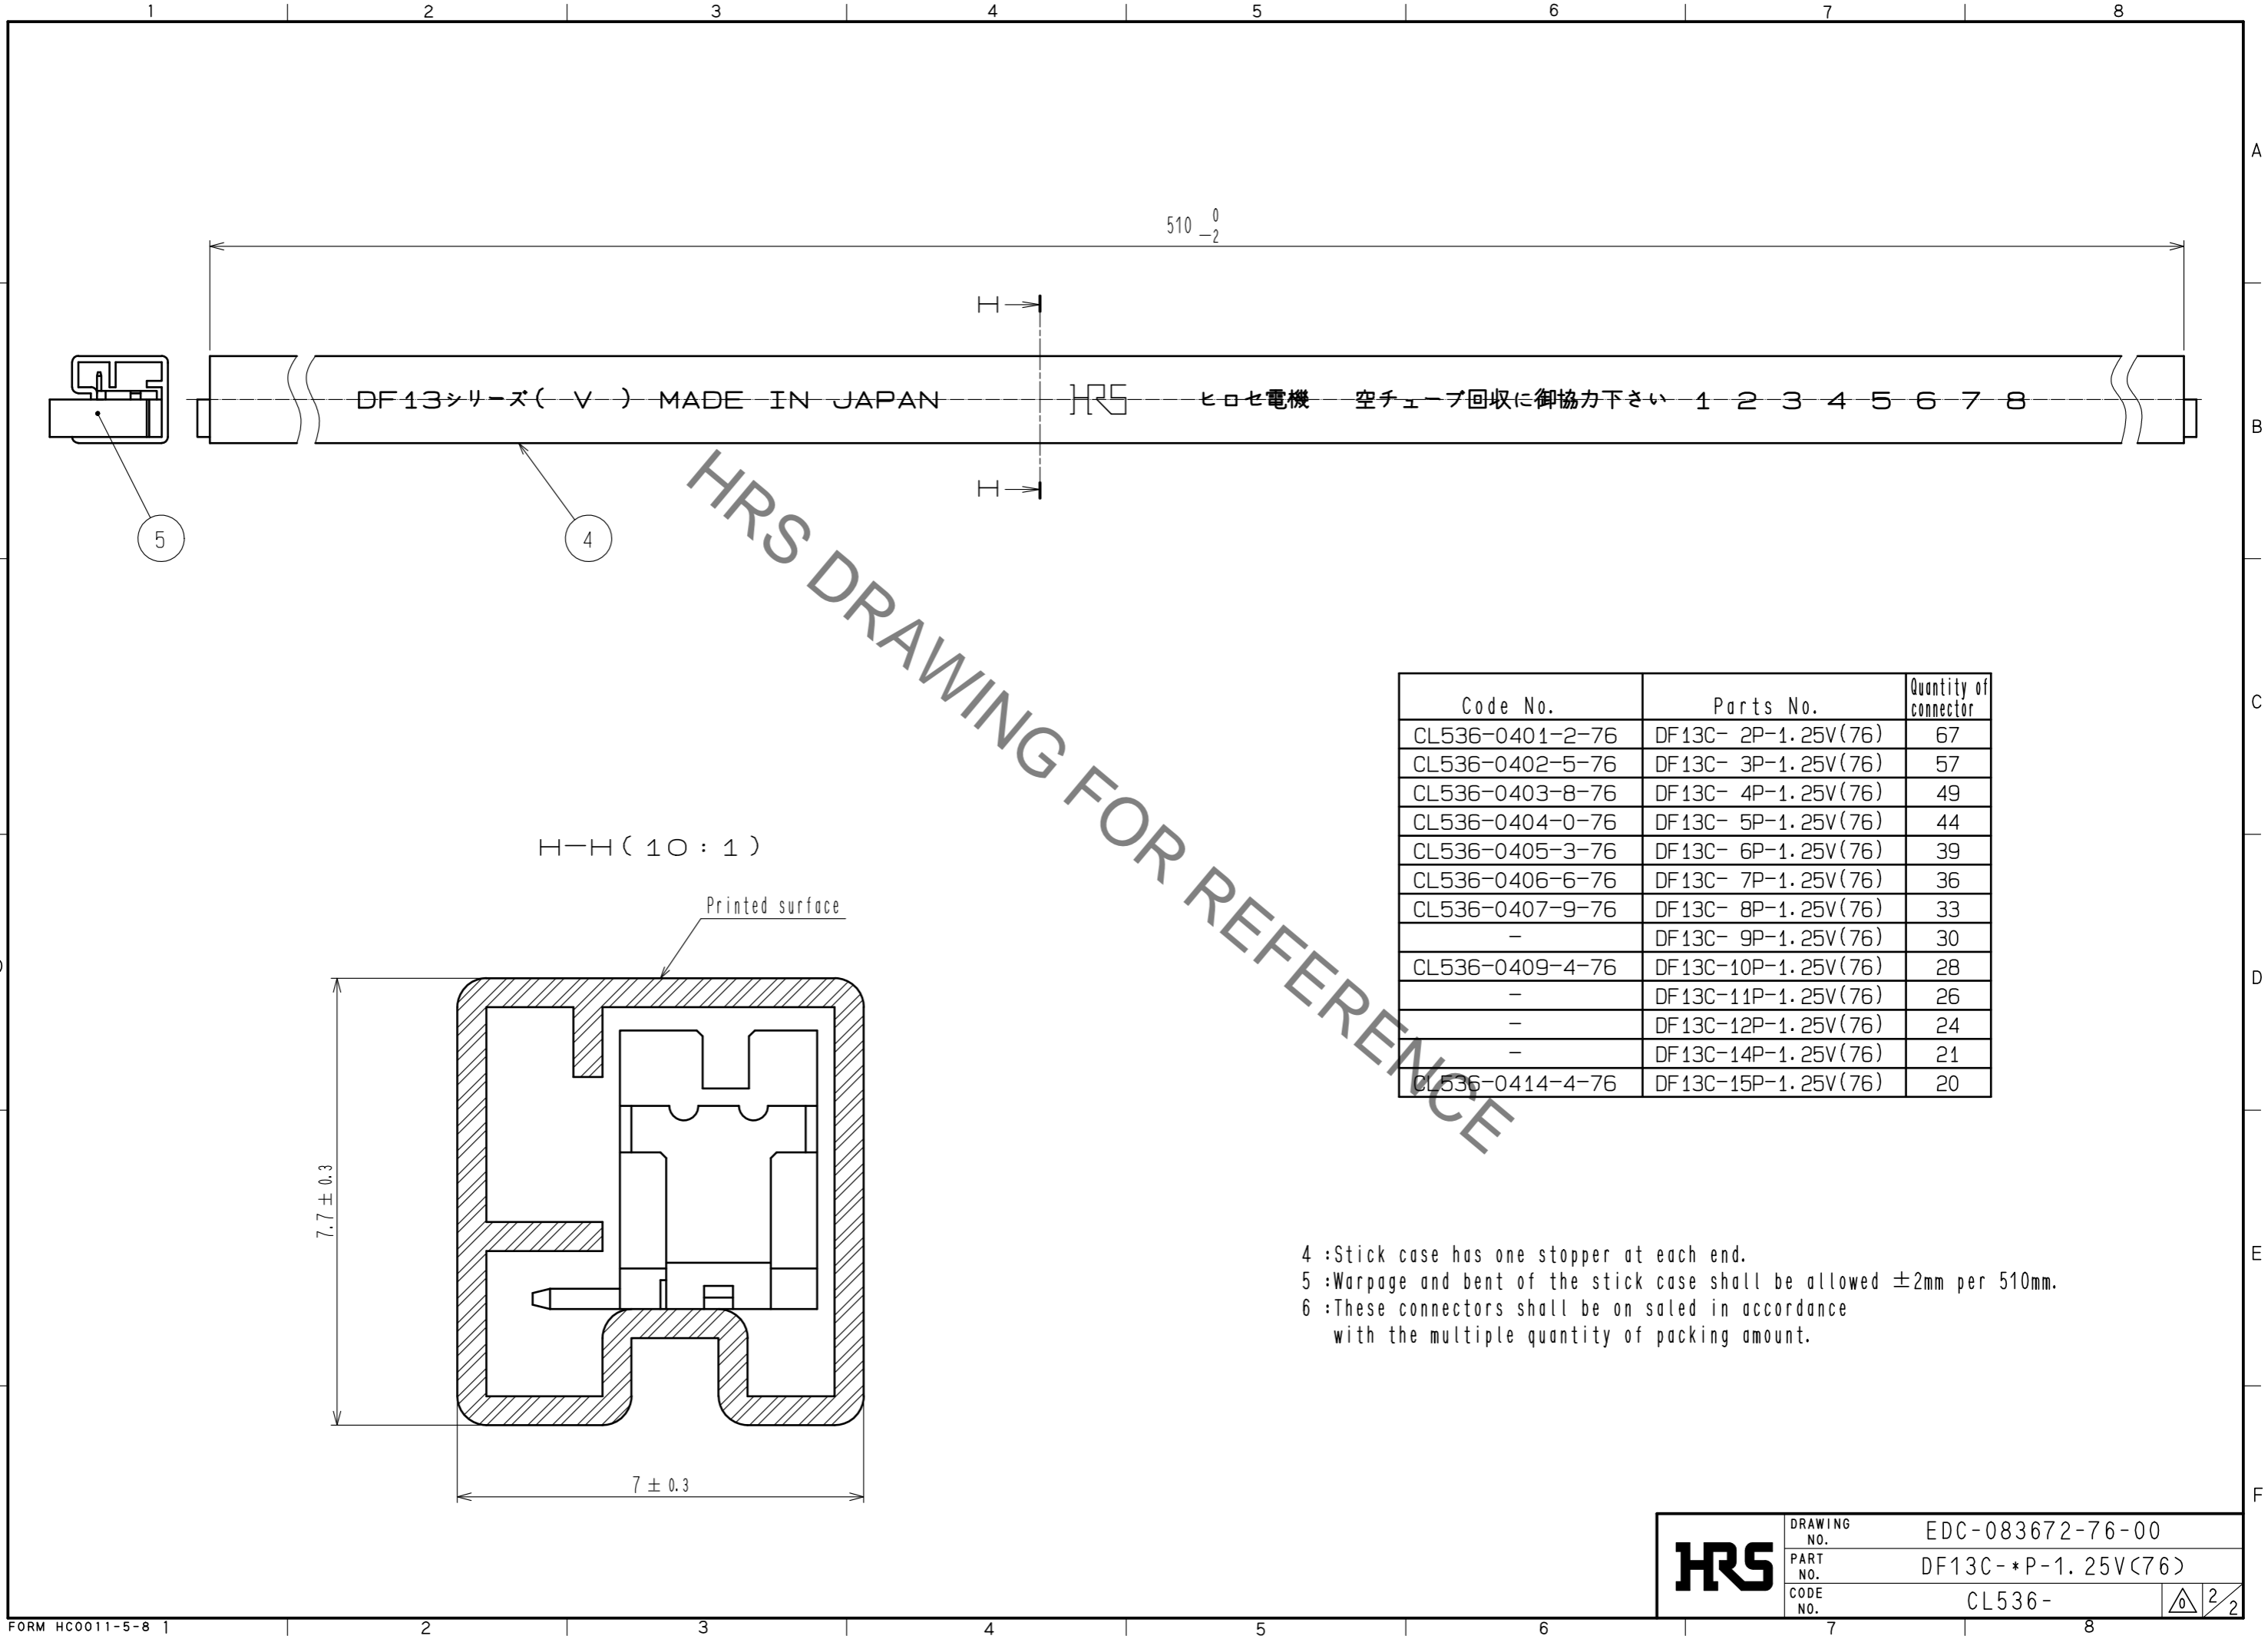 1 2 3 4 5 6 7 8
A
510 0 −2
H
DF13シリーズ( V ) MADE IN JAPAN HRS ヒロセ電機 空チューブ回収に御協力下さい 1 2 3 4 5 6 7 8
B
H
5 4
HRS DRAWING FOR REFERENCE
C
Code No. Parts No. Quantity of connector
CL536-0401-2-76 DF13C- 2P-1.25V(76) 67
CL536-0402-5-76 DF13C- 3P-1.25V(76) 57
CL536-0403-8-76 DF13C- 4P-1.25V(76) 49
CL536-0404-0-76 DF13C- 5P-1.25V(76) 44
CL536-0405-3-76 DF13C- 6P-1.25V(76) 39
CL536-0406-6-76 DF13C- 7P-1.25V(76) 36
CL536-0407-9-76 DF13C- 8P-1.25V(76) 33
- DF13C- 9P-1.25V(76) 30
CL536-0409-4-76 DF13C-10P-1.25V(76) 28
- DF13C-11P-1.25V(76) 26
- DF13C-12P-1.25V(76) 24
- DF13C-14P-1.25V(76) 21
CL536-0414-4-76 DF13C-15P-1.25V(76) 20
H-H(10:1)
Printed surface
D
7.7±0.3
7±0.3
4 :Stick case has one stopper at each end.
5 :Warpage and bent of the stick case shall be allowed ±2mm per 510mm.
6 :These connectors shall be on saled in accordance
with the multiple quantity of packing amount.
E
F
HRS
DRAWING NO. EDC-083672-76-00
PART NO. DF13C-*P-1.25V(76)
CODE NO. CL536- 0 2/2
FORM HC0011-5-8 1 2 3 4 5 6 7 8